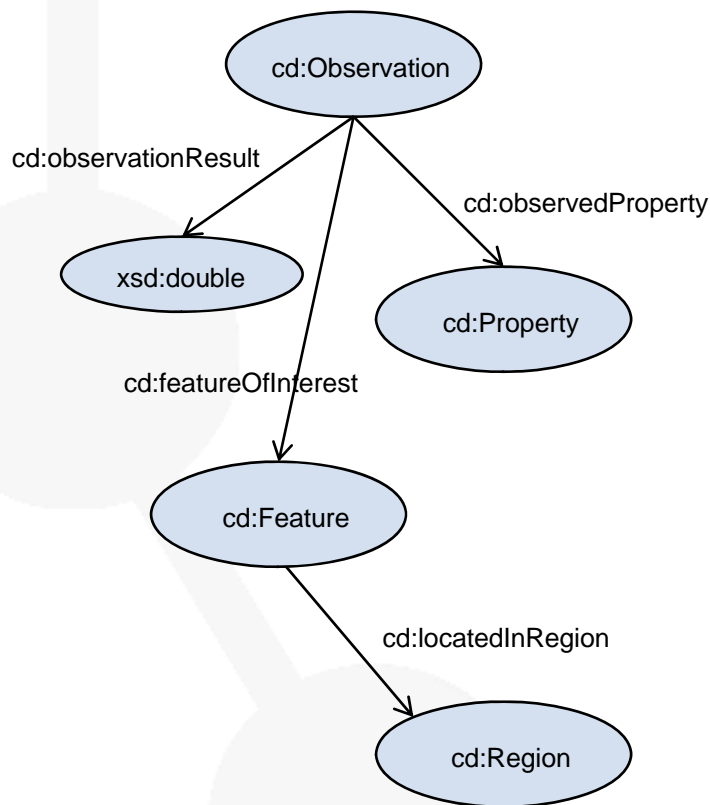 cd:Observation
cd:observationResult
cd:observedProperty
xsd:double
cd:Property
cd:featureOfInterest
cd:Feature
cd:locatedInRegion
cd:Region